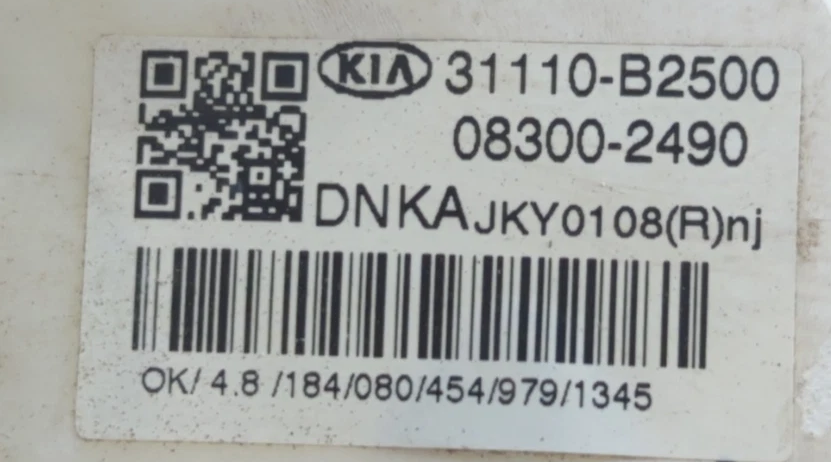 KIA 31110-B2500
08300-2490
DNKAJKY0108(R)nj
OK/ 4.8 /184/080/454/979/1345